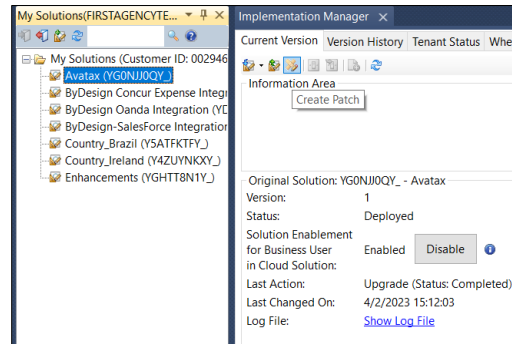 My Solutions(FIRSTAGENCYTE...
Implementation Manager
Current Version Version History Tenant Status Whe
My Solutions (Customer ID: 002946
Avatax (YG0NJJ0QY_)
ByDesign Concur Expense Integr
ByDesign Oanda Integration (YD
ByDesign-SalesForce Integration
Country_Brazil (Y5ATFKTFY_)
Country_Ireland (Y4ZUYNKXY_)
Enhancements (YGHTT8N1Y_)
Information Area
Create Patch
Original Solution: YG0NJJ0QY_ - Avatax
Version: 1
Status: Deployed
Solution Enablement
for Business User Enabled Disable
in Cloud Solution:
Last Action: Upgrade (Status: Completed)
Last Changed On: 4/2/2023 15:12:03
Log File: Show Log File